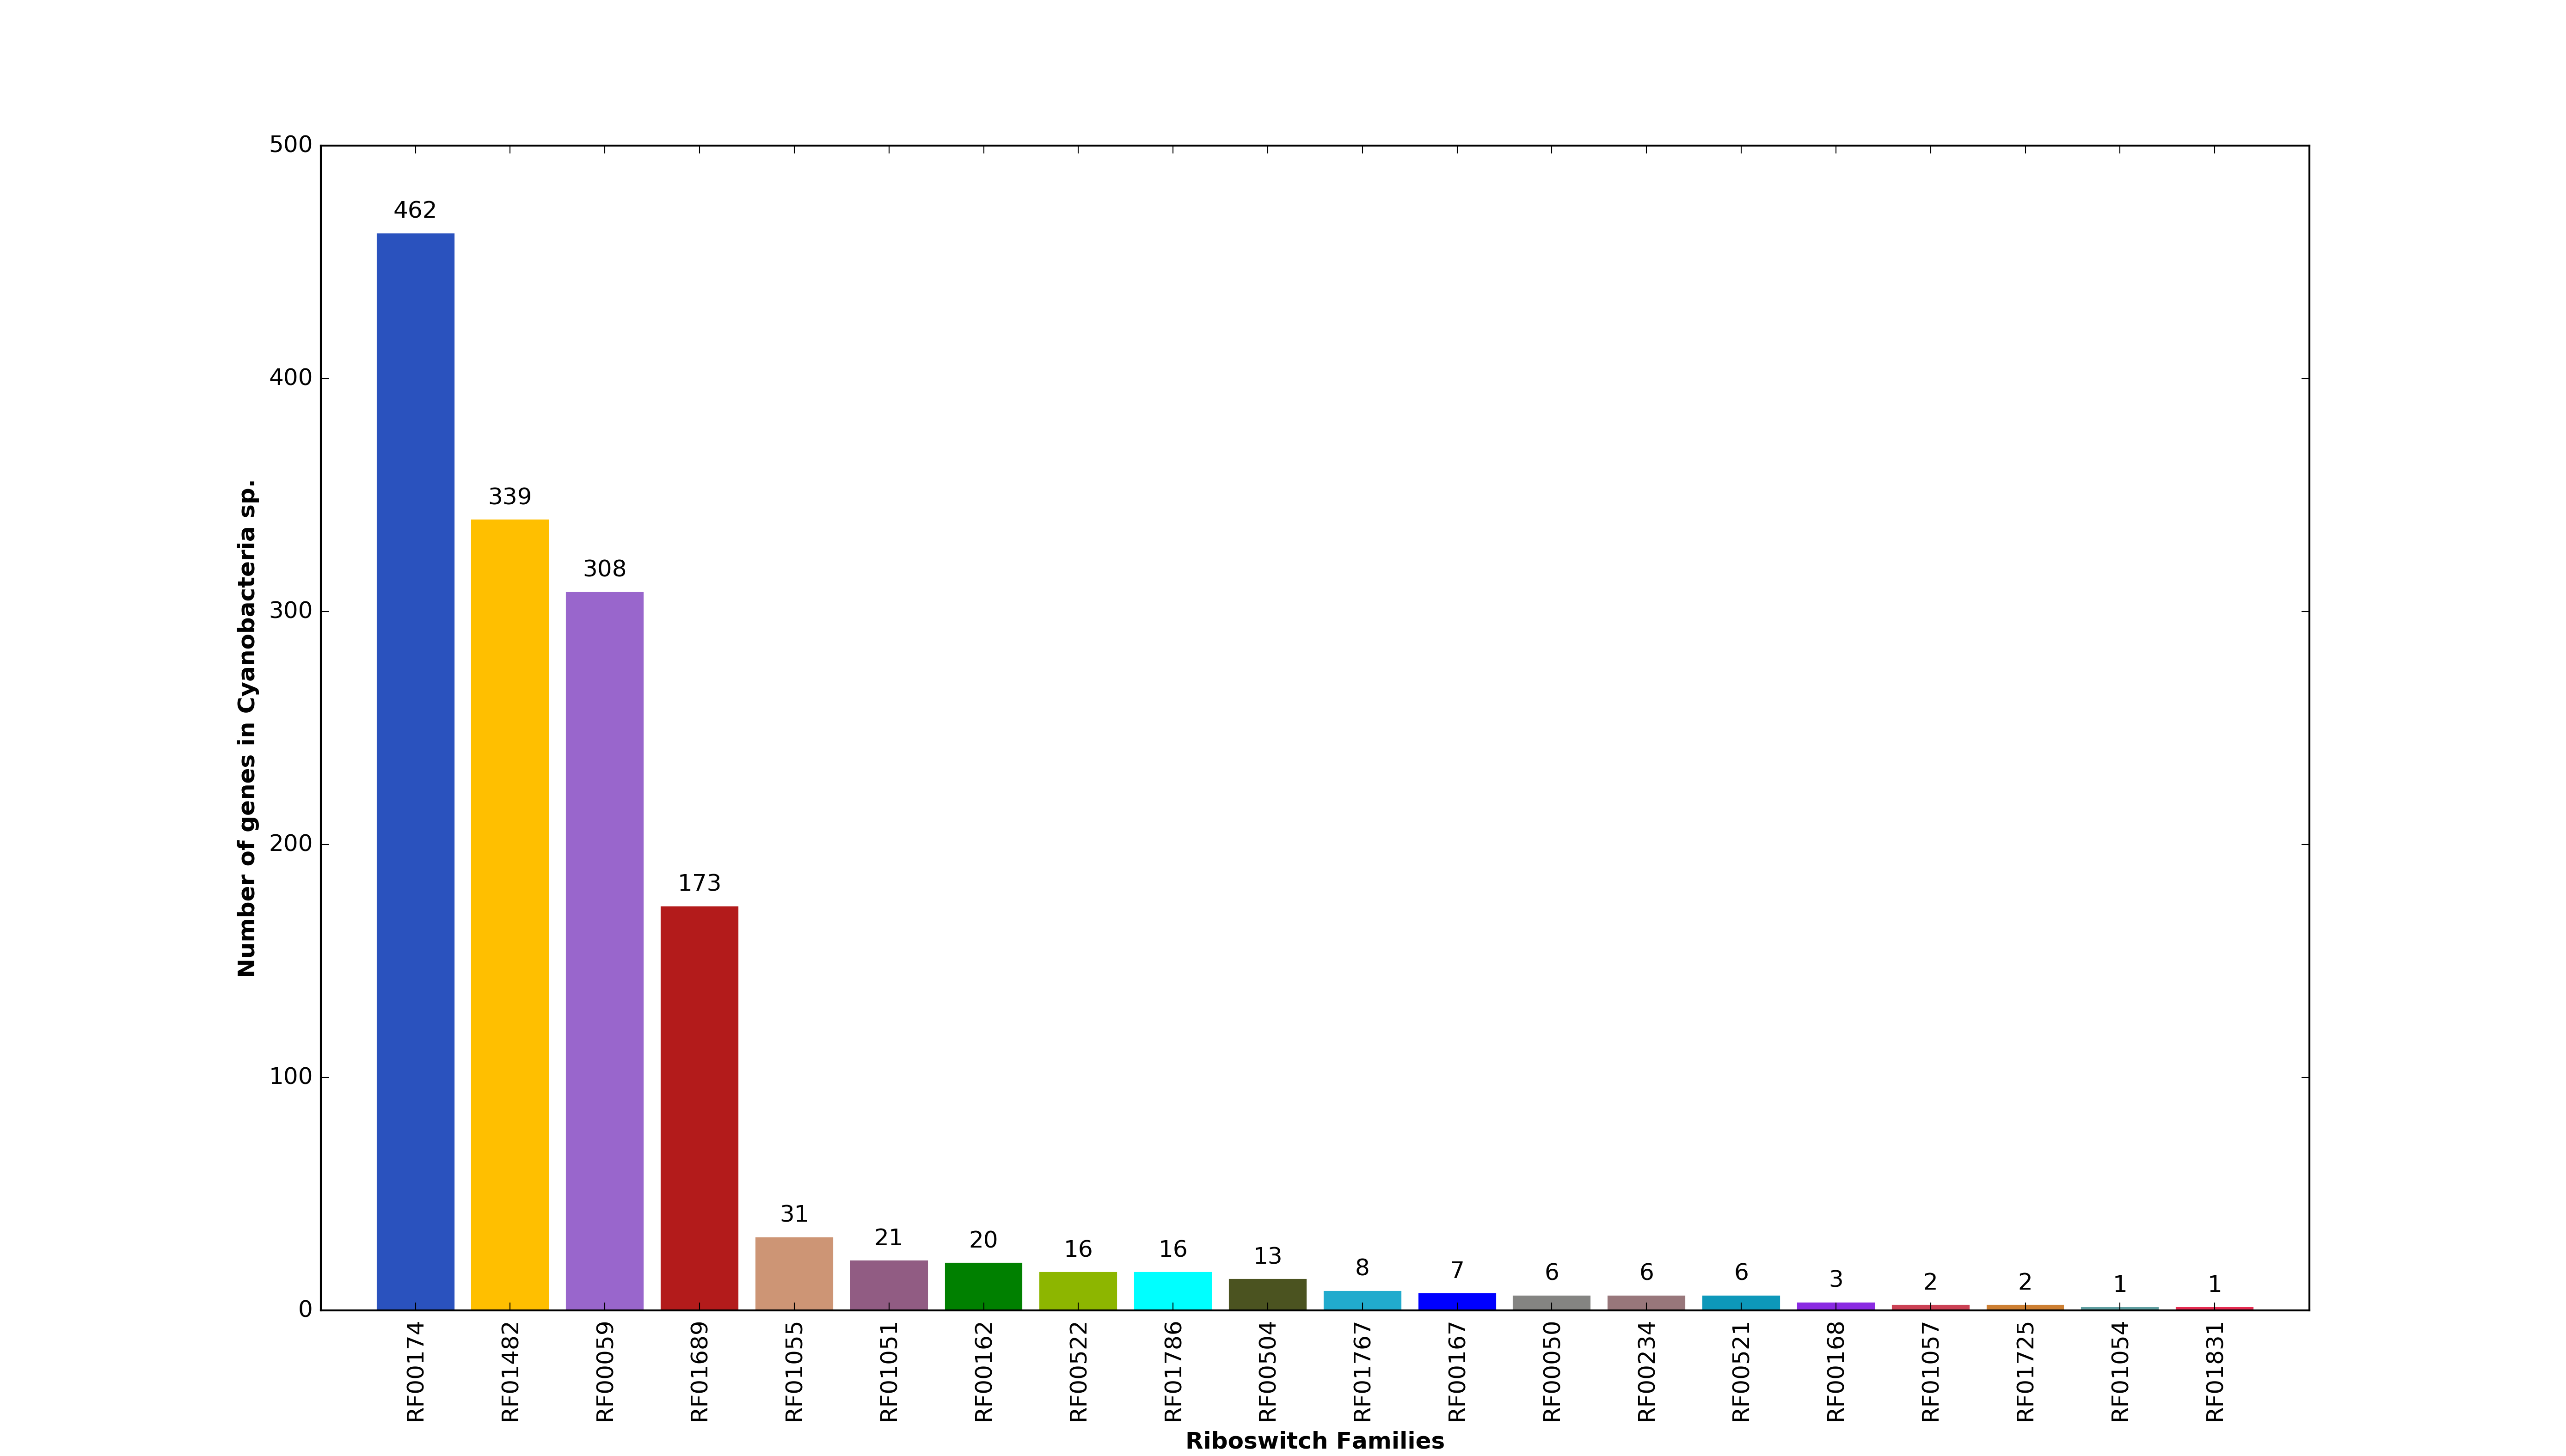 500
400
300
200
100
0
Number of genes in Cyanobacteria sp.
462
339
308
173
31
21
20
16
16
13
8
7
6
6
6
3
2
2
1
1
RF00174
RF01482
RF00059
RF01689
RF01055
RF01051
RF00162
RF00522
RF01786
RF00504
RF01767
RF00167
RF00050
RF00234
RF00521
RF00168
RF01057
RF01725
RF01054
RF01831
Riboswitch Families